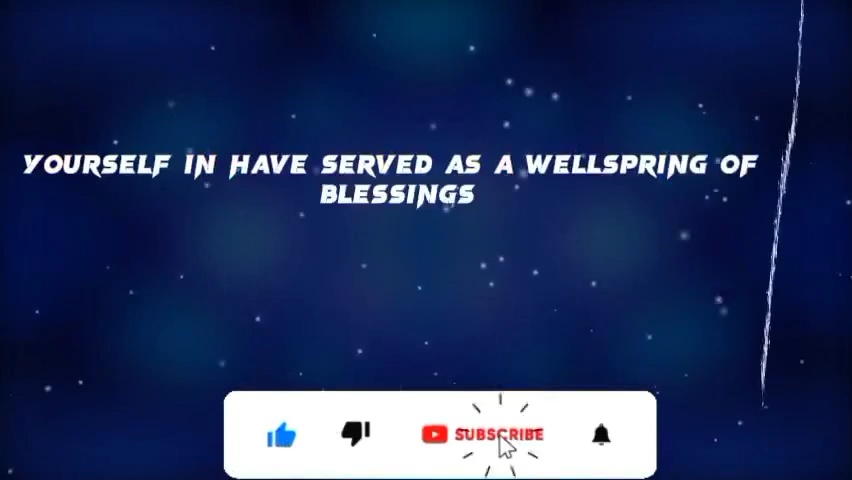 YOURSELF IN HAVE SERVED AS A WELLSPRING OF
BLESSINGS
SUBSCRIBE